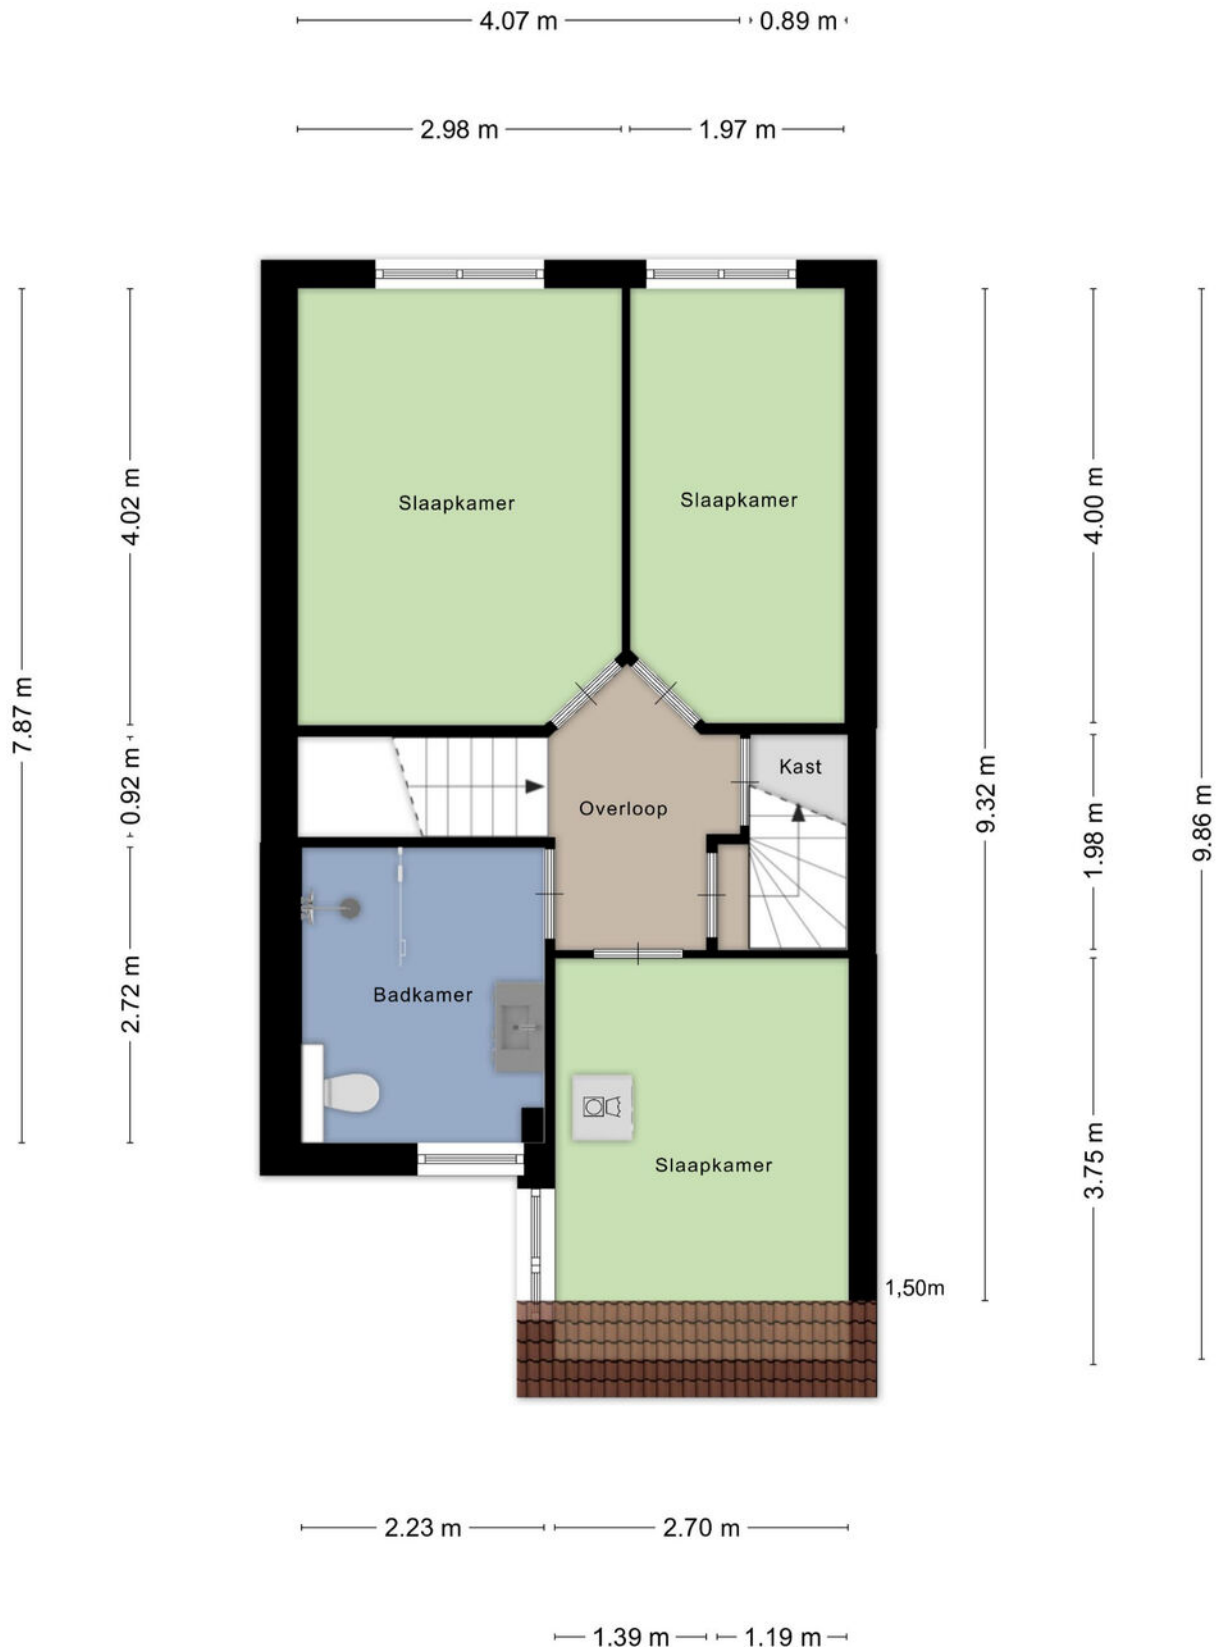 4.07 m 0.89 m
2.98 m 1.97 m
7.87 m
4.02 m
0.92 m
2.72 m
Slaapkamer
Slaapkamer
Kast
Overloop
Badkamer
Slaapkamer
1,50m
9.32 m
4.00 m
1.98 m
3.75 m
9.86 m
2.23 m 2.70 m
1.39 m 1.19 m